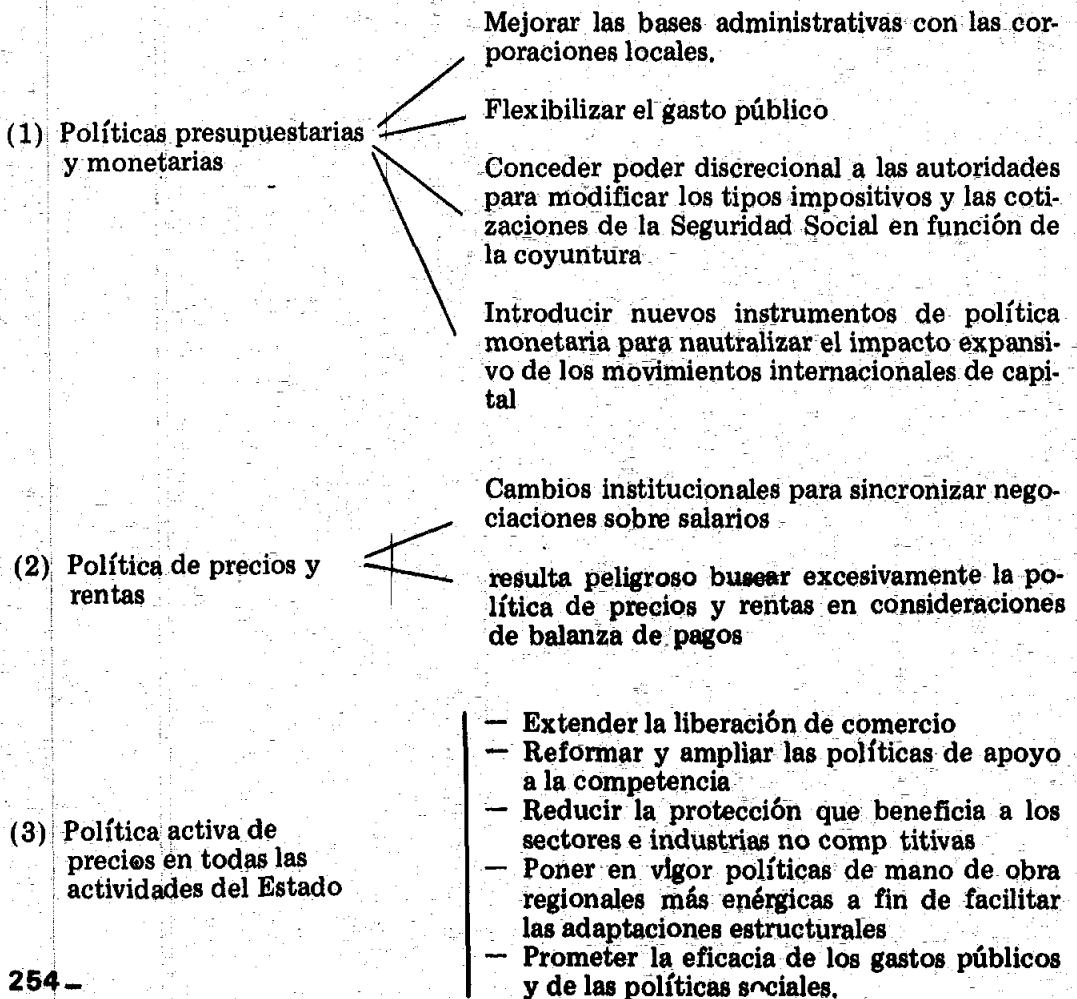 Mejorar las bases administrativas con las cor-
poraciones locales.
Flexibilizar el gasto público
(1) Políticas presupuestarias
y monetarias
Conceder poder discrecional a las autoridades
para modificar los tipos impositivos y las coti-
zaciones de la Seguridad Social en función de
la coyuntura
Introducir nuevos instrumentos de política
monetaria para nautralizar el impacto expansi-
vo de los movimientos internacionales de capi-
tal
Cambios institucionales para sincronizar nego-
ciaciones sobre salarios
(2) Política de precios y
rentas
resulta peligroso busear excesivamente la po-
lítica de precios y rentas en consideraciones
de balanza de pagos
(3) Política activa de
precios en todas las
actividades del Estado
— Extender la liberación de comercio
— Reformar y ampliar las políticas de apoyo
a la competencia
— Reducir la protección que beneficia a los
sectores e industrias no comp titivas
— Poner en vigor políticas de mano de obra
regionales más enérgicas a fin de facilitar
las adaptaciones estructurales
— Prometer la eficacia de los gastos públicos
y de las políticas sociales.
254 –